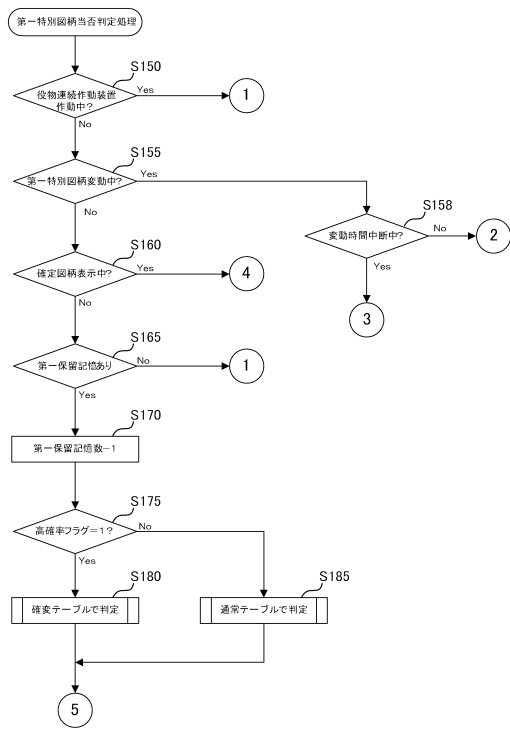 第一特別図柄当否判定処理
S150
役物連続作動装置
作動中?
Yes
1
No
S155
第一特別図柄変動中?
Yes
No
S158
変動時間中断中?
No
2
Yes
3
S160
確定図柄表示中?
Yes
4
No
S165
第一保留記憶あり
No
1
Yes
S170
第一保留記憶数−1
S175
高確率フラグ=1?
No
Yes
S180
確変テーブルで判定
S185
通常テーブルで判定
5